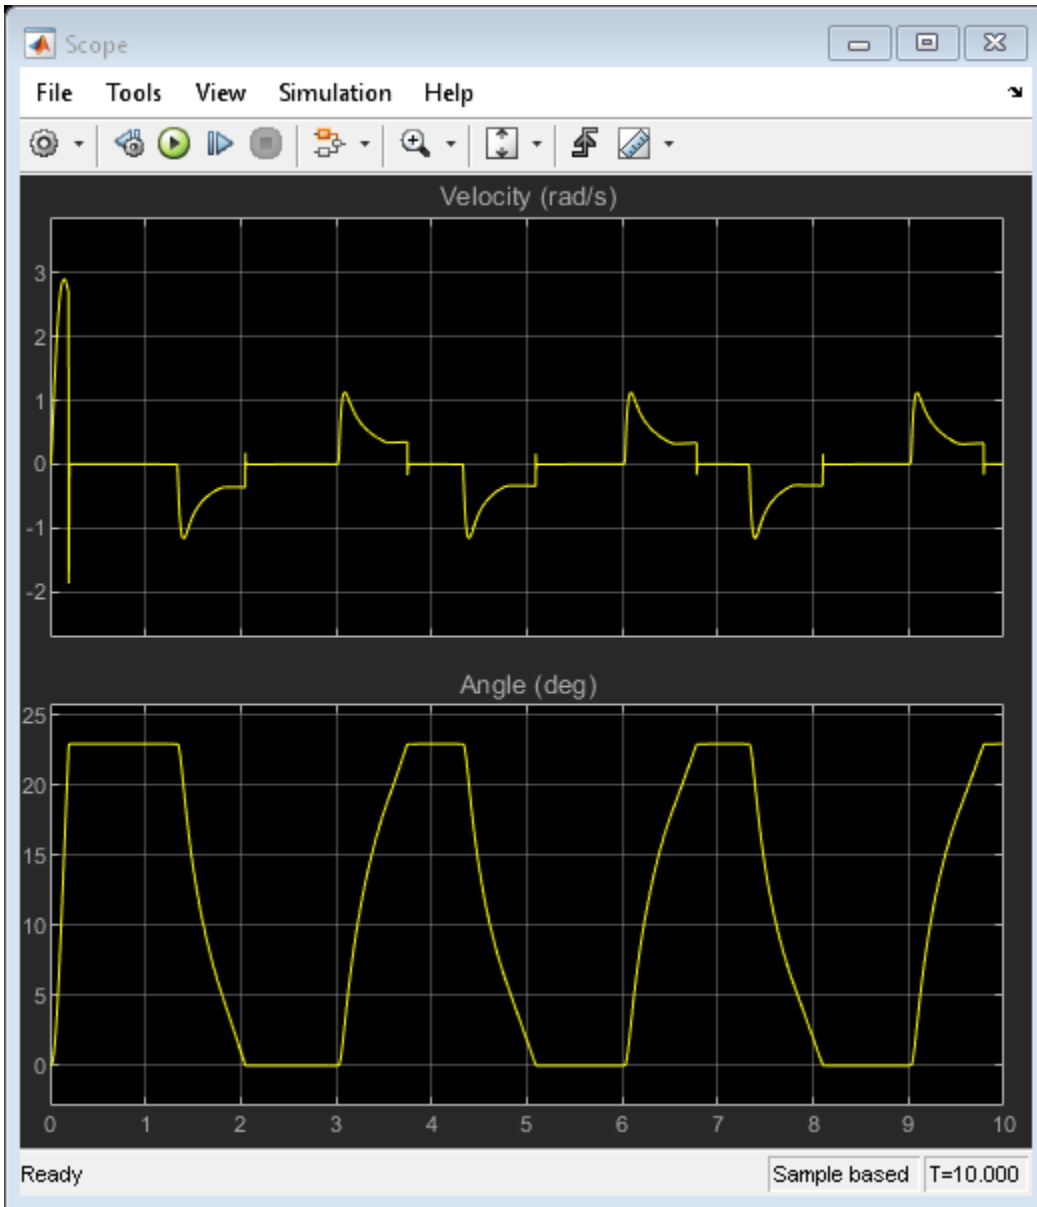 Scope
File Tools View Simulation Help
Velocity (rad/s)
3
2
1
0
-1
-2
Angle (deg)
25
20
15
10
5
0
0 1 2 3 4 5 6 7 8 9 10
Ready Sample based T=10.000